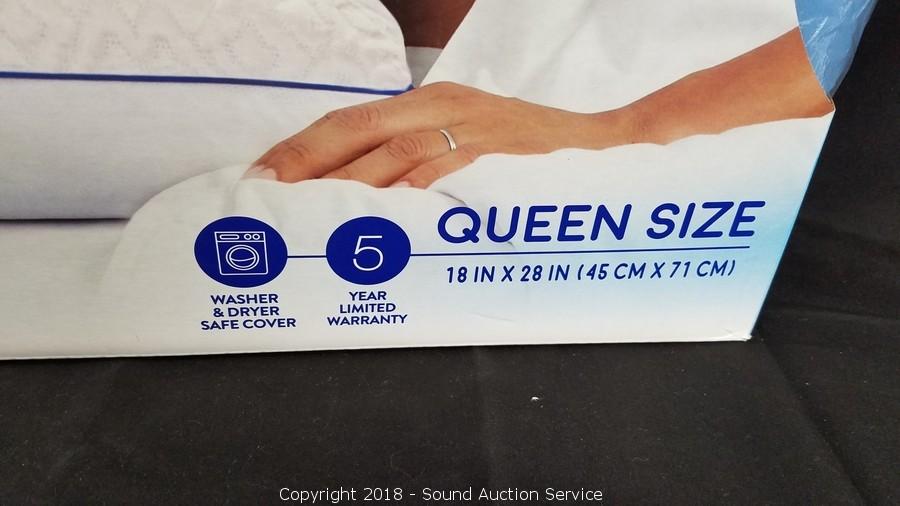 QUEEN SIZE
18 IN X 28 IN (45 CM X 71 CM)
5
WASHER
& DRYER
SAFE COVER
YEAR
LIMITED
WARRANTY
Copyright 2018 - Sound Auction Service